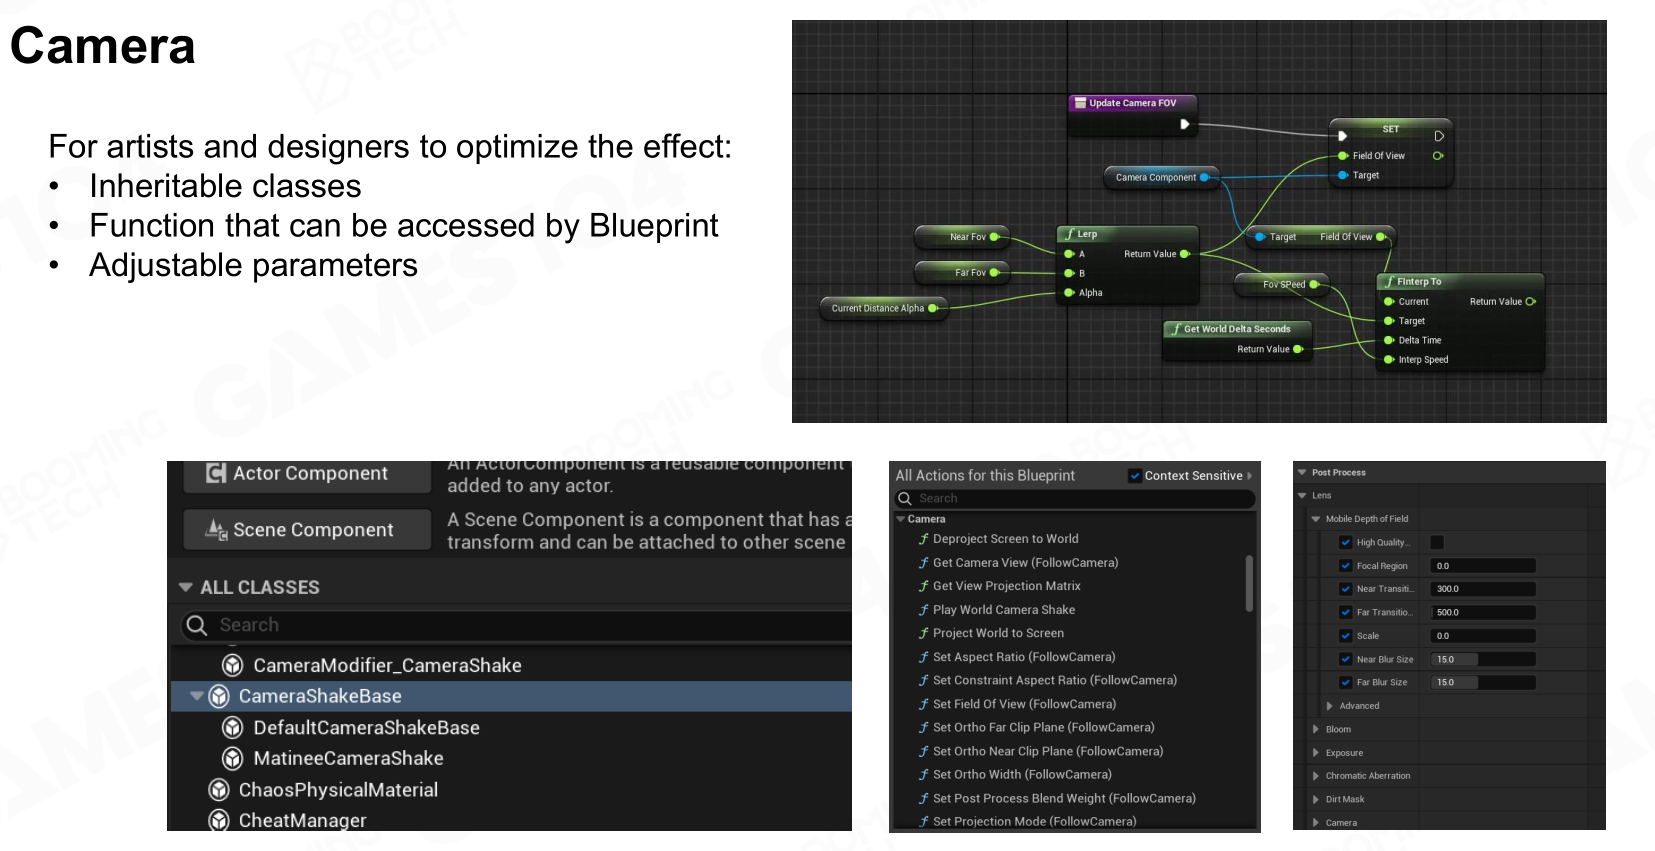 Camera
For artists and designers to optimize the effect:
• Inheritable classes
• Function that can be accessed by Blueprint
• Adjustable parameters
Update Camera FOV
SET
Field Of View
Target
Camera Component
Near Fov
Far Fov
Current Distance Alpha
Lerp
A Return Value
B
Alpha
Target Field Of View
Fov SPeed
Get World Delta Seconds
Return Value
FInterp To
Current Return Value
Target
Delta Time
Interp Speed
Actor Component
An ActorComponent is a reusable component
added to any actor.
Scene Component
A Scene Component is a component that has a
transform and can be attached to other scene
ALL CLASSES
Search
CameraModifier_CameraShake
CameraShakeBase
DefaultCameraShakeBase
MatineeCameraShake
ChaosPhysicalMaterial
CheatManager
All Actions for this Blueprint Context Sensitive
Search
Camera
Deproject Screen to World
Get Camera View (FollowCamera)
Get View Projection Matrix
Play World Camera Shake
Project World to Screen
Set Aspect Ratio (FollowCamera)
Set Constraint Aspect Ratio (FollowCamera)
Set Field Of View (FollowCamera)
Set Ortho Far Clip Plane (FollowCamera)
Set Ortho Near Clip Plane (FollowCamera)
Set Ortho Width (FollowCamera)
Set Post Process Blend Weight (FollowCamera)
Set Projection Mode (FollowCamera)
Post Process
Lens
Mobile Depth of Field
High Quality...
Focal Region 0.0
Near Transiti... 300.0
Far Transitio... 500.0
Scale 0.0
Near Blur Size 15.0
Far Blur Size 15.0
Advanced
Bloom
Exposure
Chromatic Aberration
Dirt Mask
Camera
BOOMING TECH
GAMES104